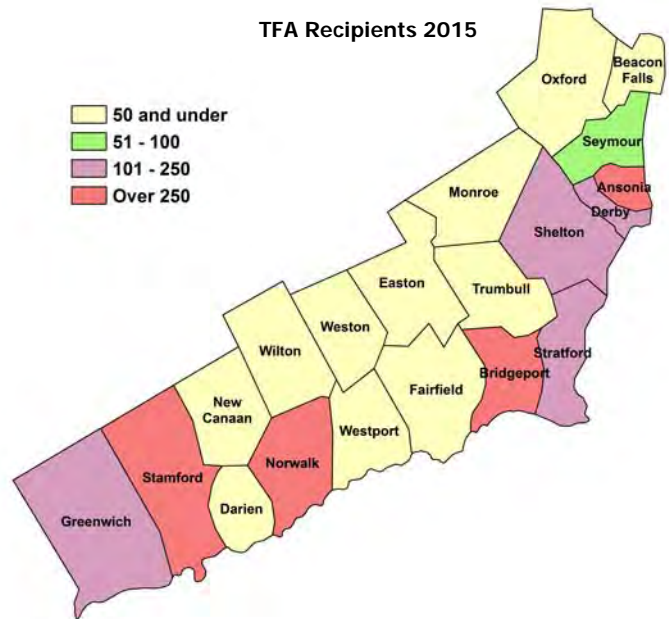 TFA Recipients 2015
50 and under
51 - 100
101 - 250
Over 250
Oxford
Beacon
Falls
Seymour
Ansonia
Derby
Monroe
Shelton
Easton
Trumbull
Weston
Wilton
Stratford
Bridgeport
Fairfield
New
Canaan
Westport
Norwalk
Stamford
Darien
Greenwich